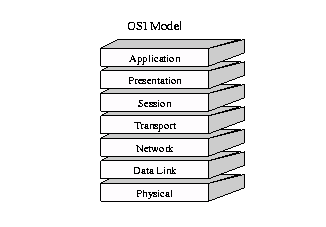 OSI Model
Application
Presentation
Session
Transport
Network
Data Link
Physical